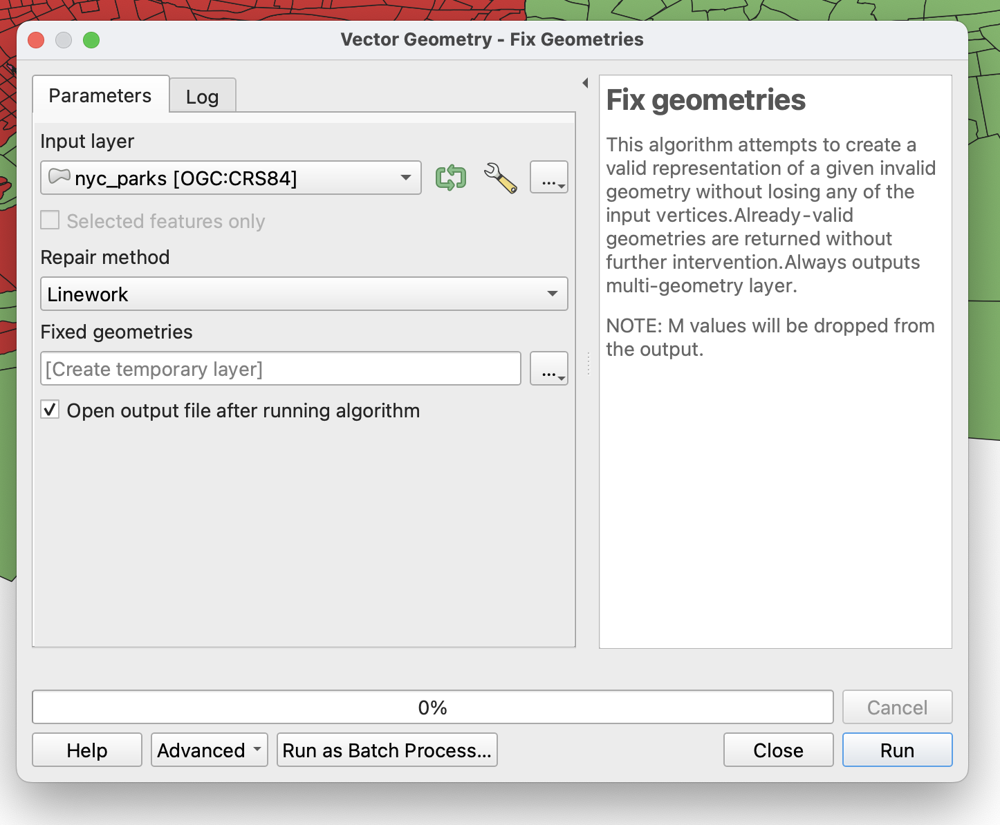 Vector Geometry - Fix Geometries
Parameters
Log
Input layer
nyc_parks [OGC:CRS84]
...
Selected features only
Repair method
Linework
Fixed geometries
[Create temporary layer]
...
Open output file after running algorithm
Fix geometries
This algorithm attempts to create a
valid representation of a given invalid
geometry without losing any of the
input vertices.Already-valid
geometries are returned without
further intervention.Always outputs
multi-geometry layer.
NOTE: M values will be dropped from
the output.
0%
Cancel
Help
Advanced
Run as Batch Process...
Close
Run